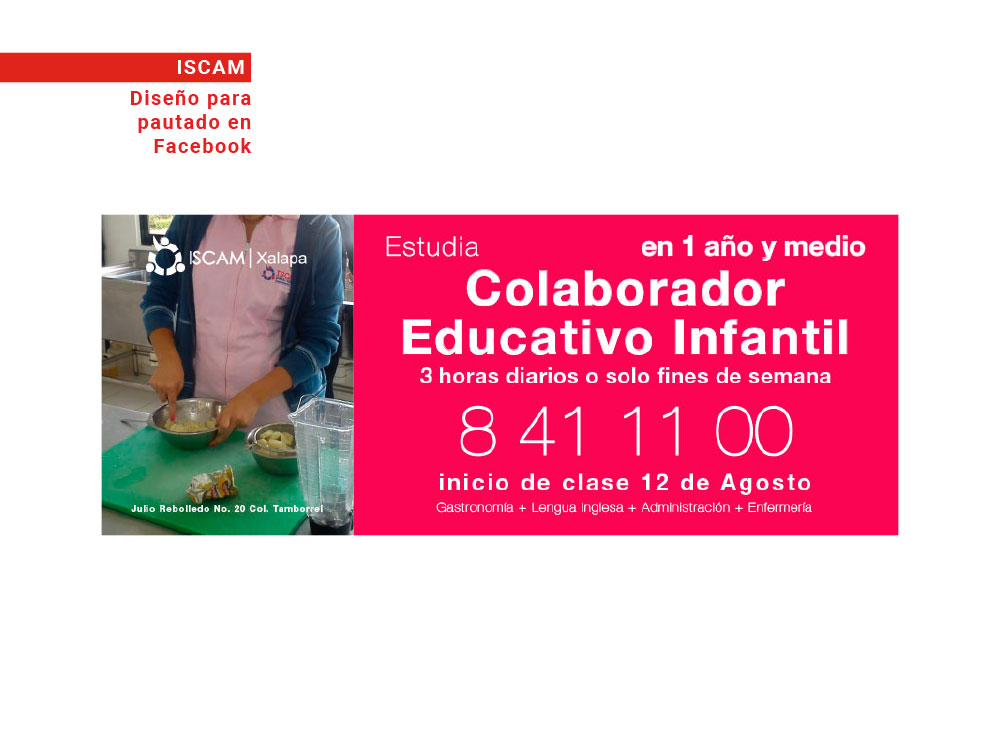 ISCAM
Diseño para
pautado en
Facebook
ISCAM | Xalapa
ISCAM
Estudia en 1 año y medio
Colaborador
Educativo Infantil
3 horas diarios o solo fines de semana
8 41 11 00
inicio de clase 12 de Agosto
Gastronomía + Lengua Inglesa + Administración + Enfermería
Julio Rebolledo No. 20 Col. Tamborrel